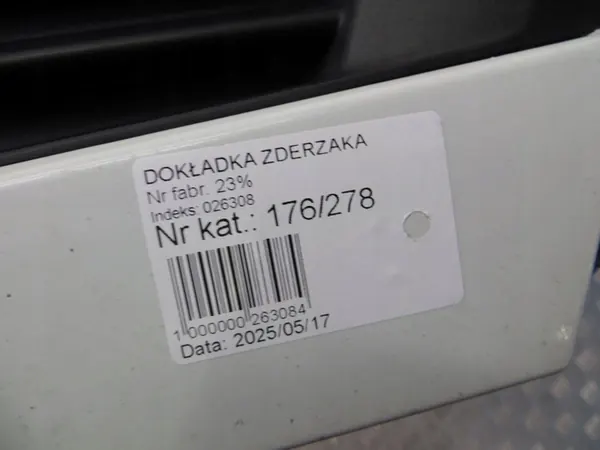 DOKŁADKA ZDERZAKA
Nr fabr. 23%
Indeks: 026308
Nr kat.: 176/278
1 000000 263084
Data: 2025/05/17